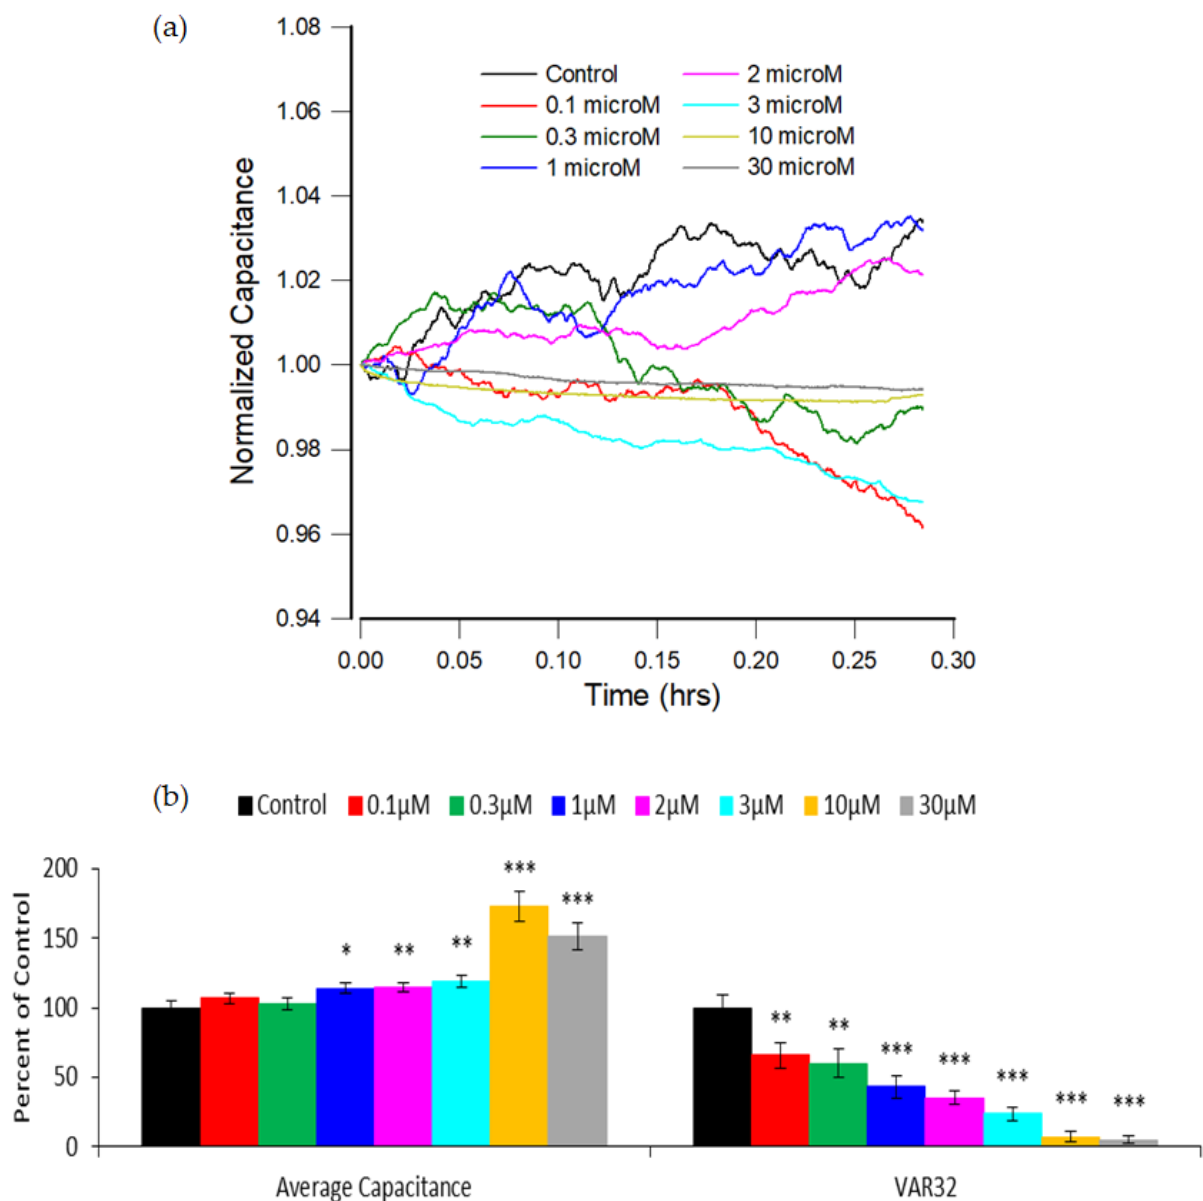 (a)
1.08
1.06
1.04
1.02
1.00
0.98
0.96
0.94
Normalized Capacitance
Control
2 microM
0.1 microM
3 microM
0.3 microM
10 microM
1 microM
30 microM
0.00 0.05 0.10 0.15 0.20 0.25 0.30
Time (hrs)
(b)
Control 0.1µM 0.3µM 1µM 2µM 3µM 10µM 30µM
200
150
100
50
0
Percent of Control
* ** ** *** ***
** ** *** *** *** *** ***
Average Capacitance VAR32